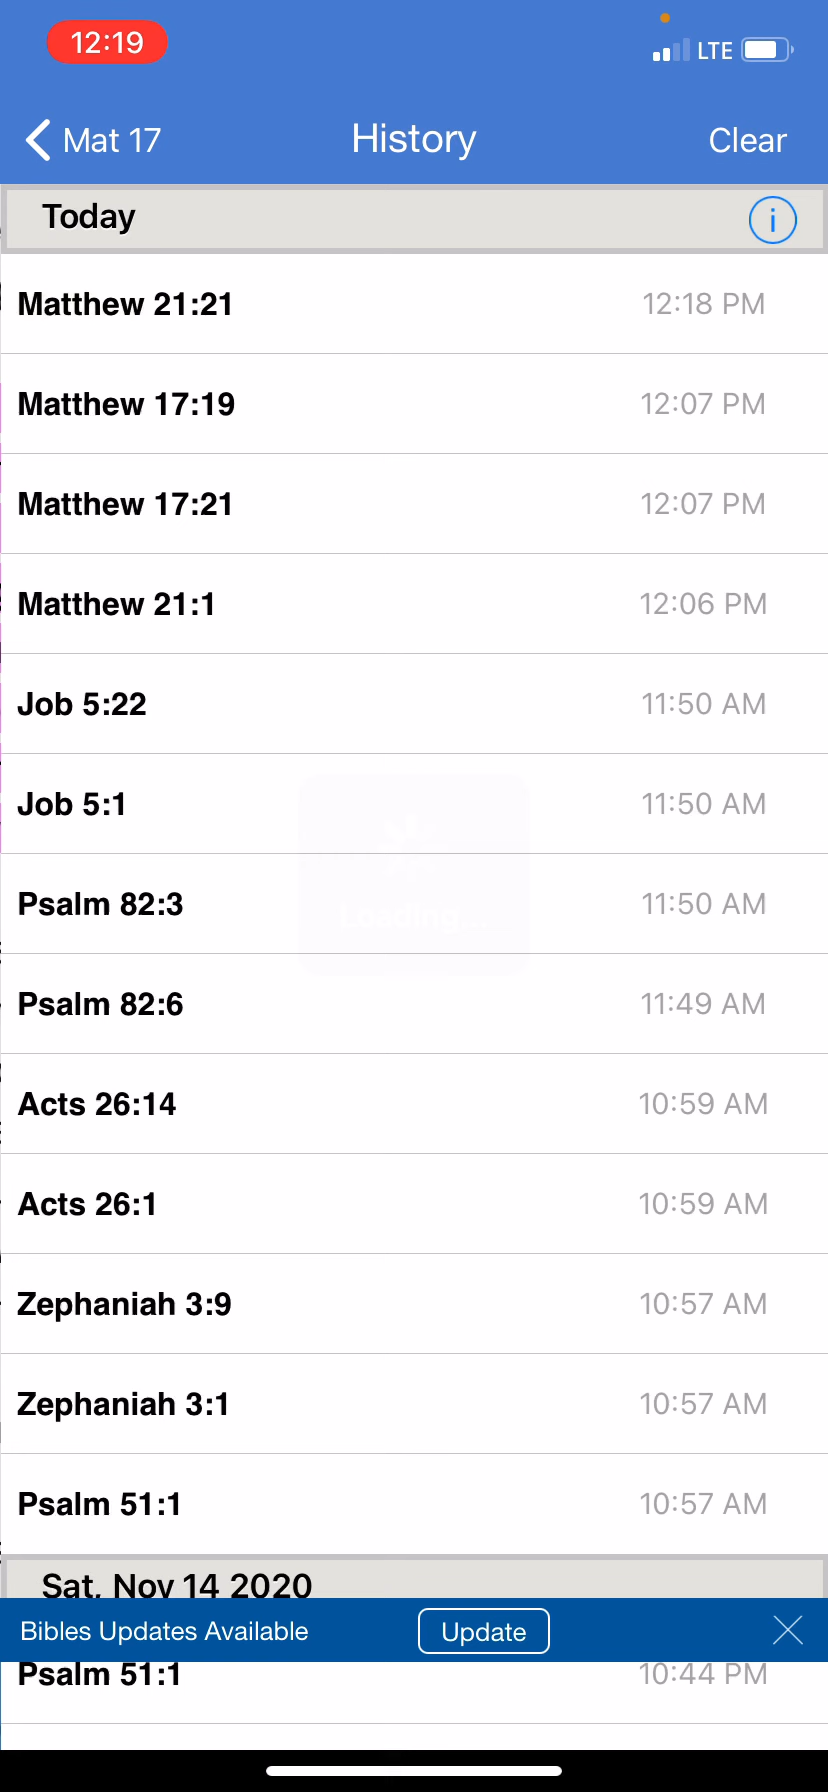 12:19 LTE
Mat 17 History Clear
Today i
Matthew 21:21 12:18 PM
Matthew 17:19 12:07 PM
Matthew 17:21 12:07 PM
Matthew 21:1 12:06 PM
Job 5:22 11:50 AM
Job 5:1 11:50 AM
Psalm 82:3 11:50 AM
Loading...
Psalm 82:6 11:49 AM
Acts 26:14 10:59 AM
Acts 26:1 10:59 AM
Zephaniah 3:9 10:57 AM
Zephaniah 3:1 10:57 AM
Psalm 51:1 10:57 AM
Sat, Nov 14 2020
Bibles Updates Available Update
Psalm 51:1 10:44 PM